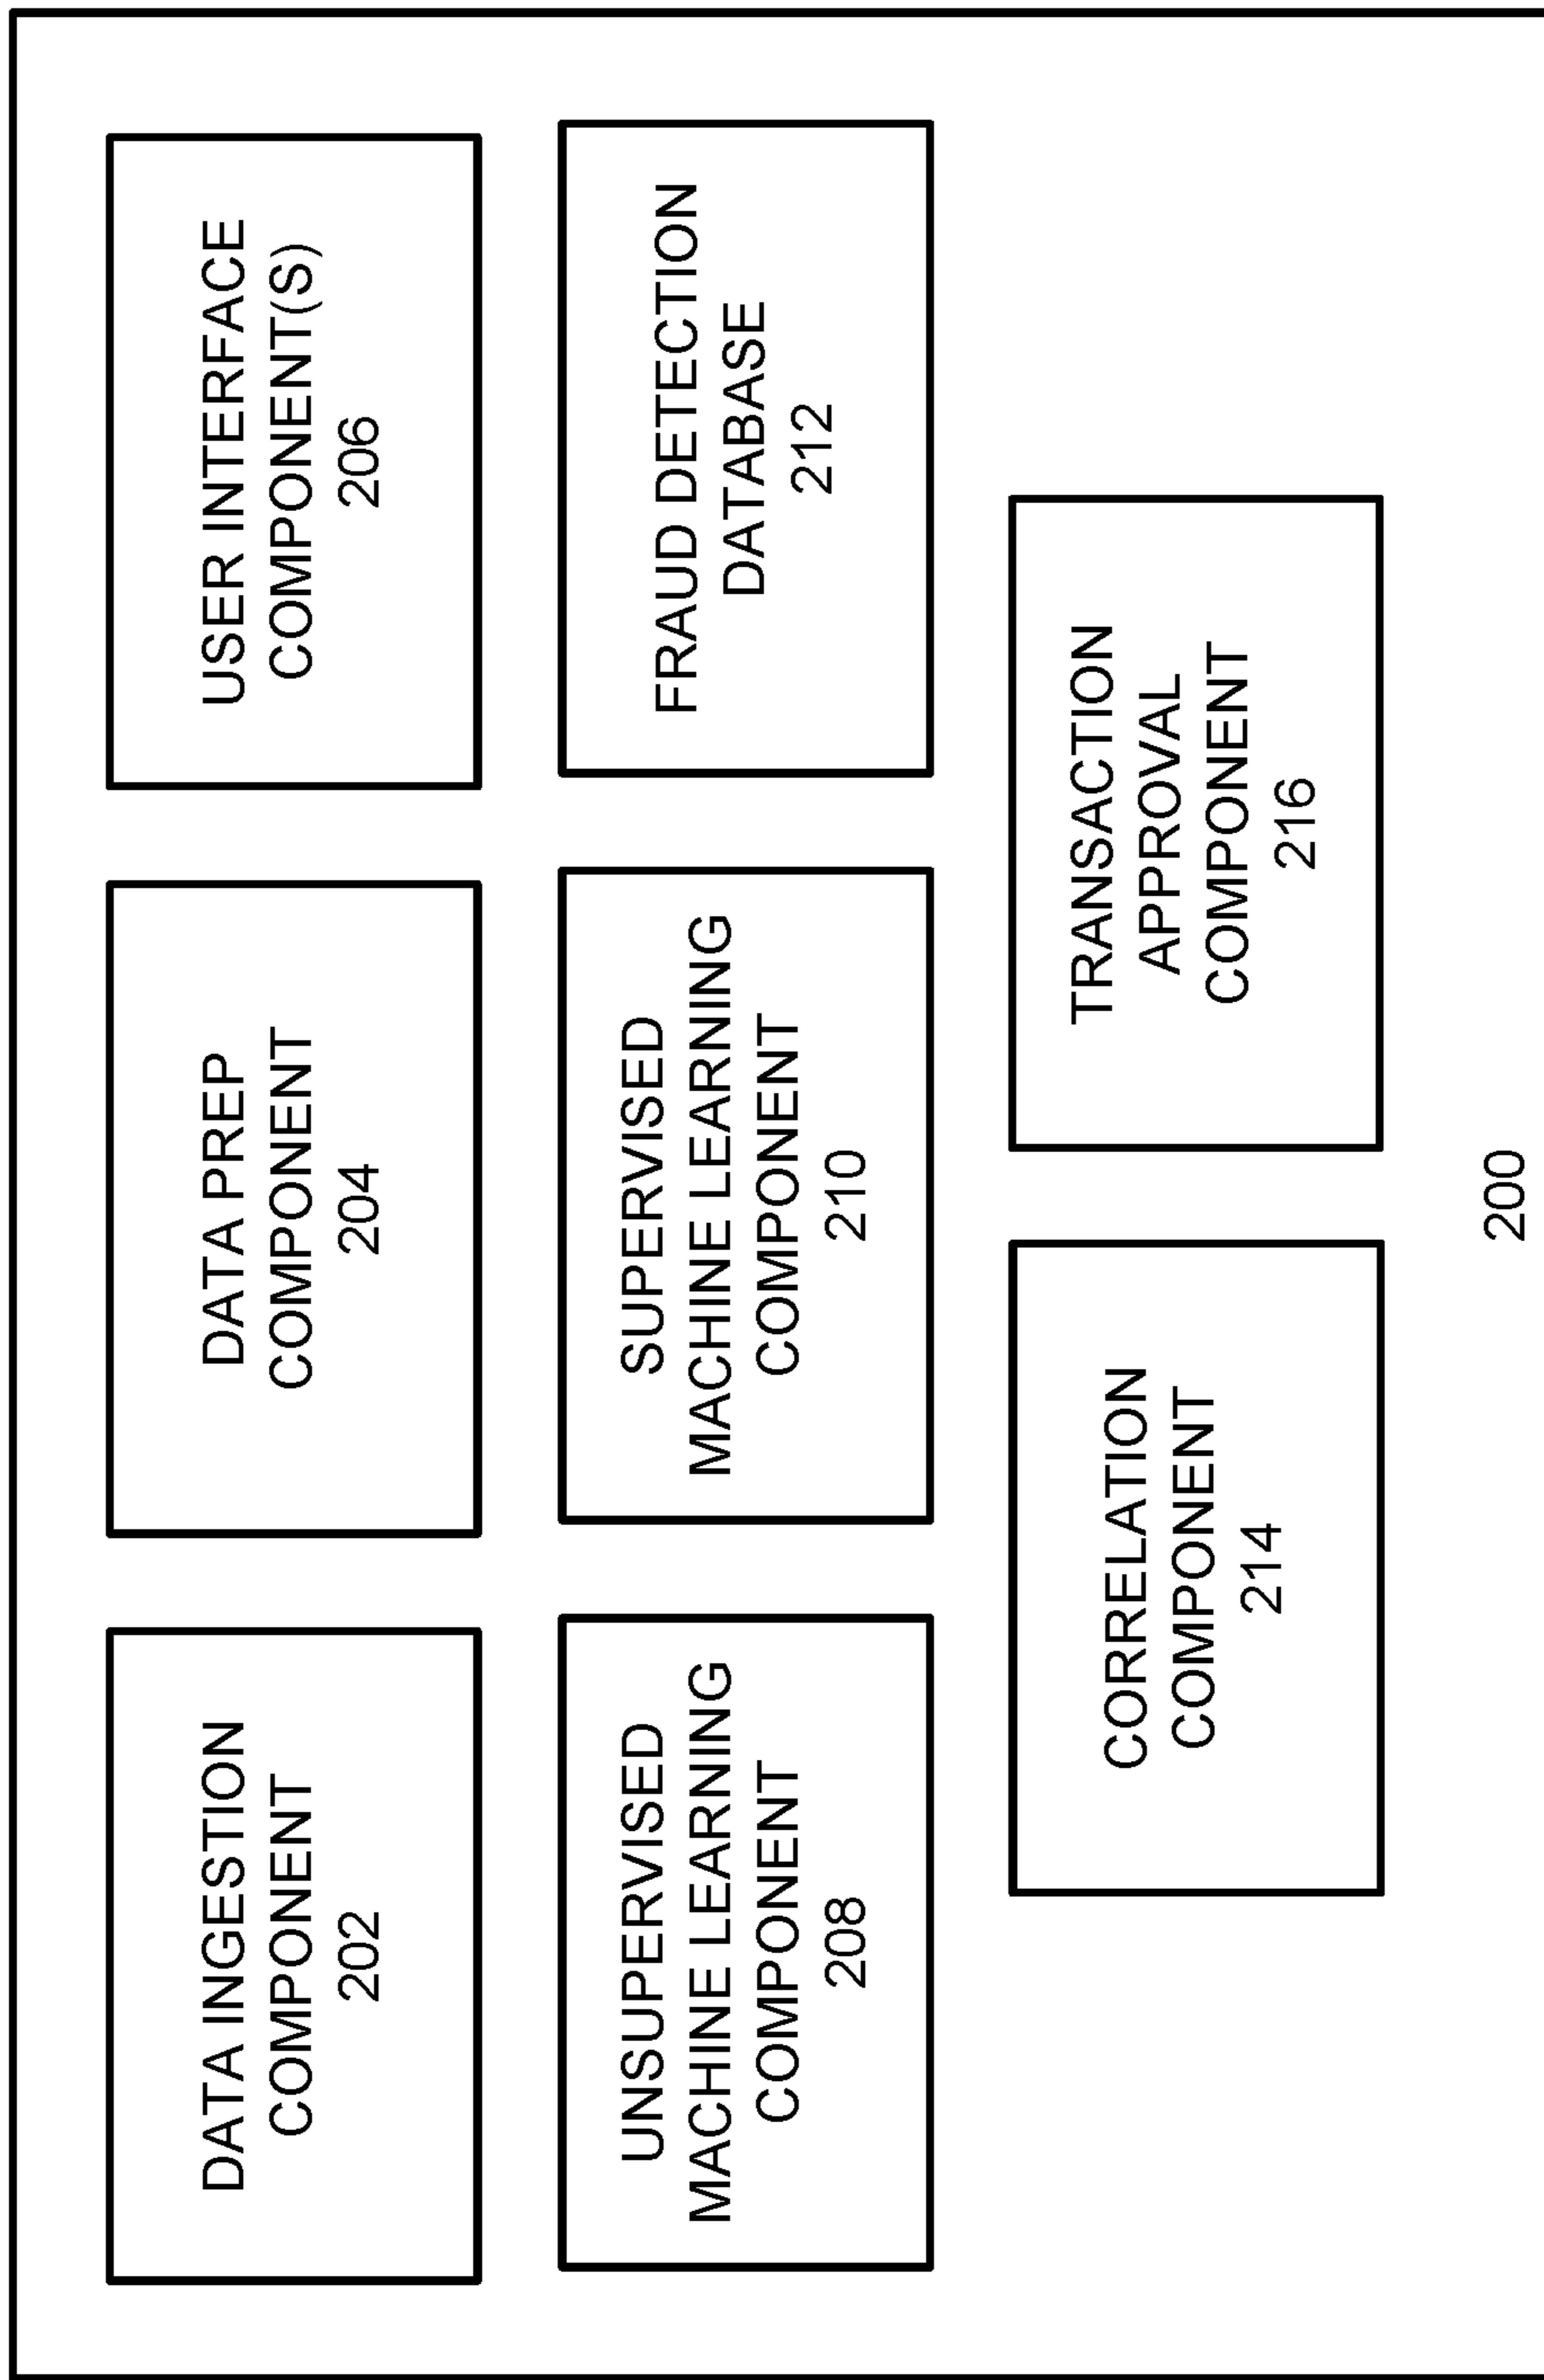 DATA INGESTION
COMPONENT
202
DATA PREP
COMPONENT
204
USER INTERFACE
COMPONENT(S)
206
UNSUPERVISED
MACHINE LEARNING
COMPONENT
208
SUPERVISED
MACHINE LEARNING
COMPONENT
210
FRAUD DETECTION
DATABASE
212
CORRELATION
COMPONENT
214
TRANSACTION
APPROVAL
COMPONENT
216
200